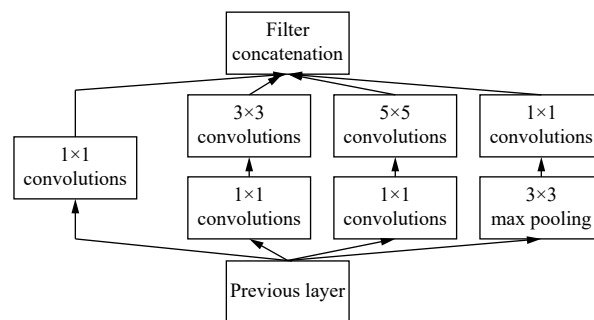 Filter
concatenation
3×3
convolutions
5×5
convolutions
1×1
convolutions
1×1
convolutions
1×1
convolutions
1×1
convolutions
3×3
max pooling
Previous layer